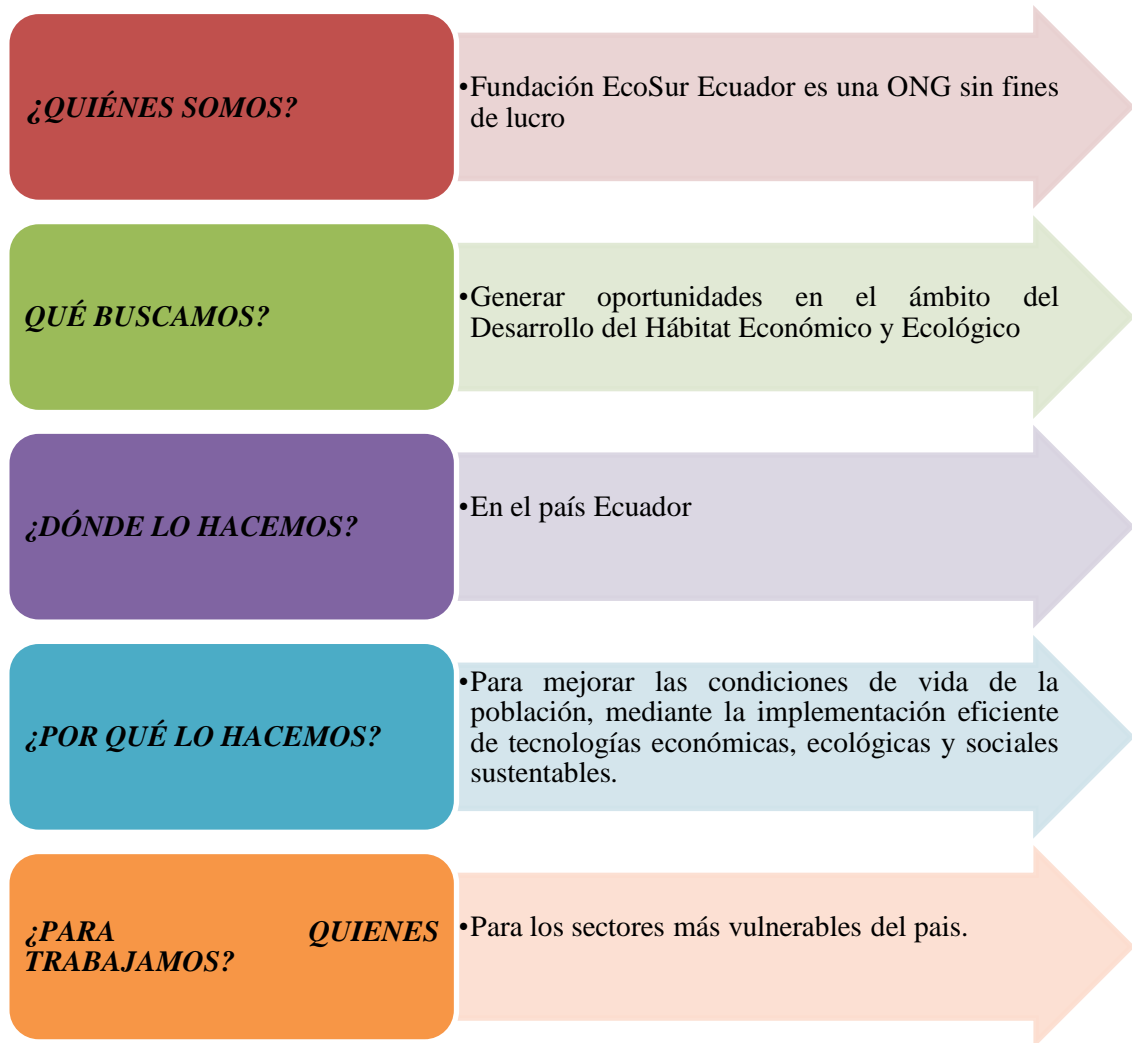 ¿QUIÉNES SOMOS?
•Fundación EcoSur Ecuador es una ONG sin fines
de lucro
QUÉ BUSCAMOS?
•Generar oportunidades en el ámbito del
Desarrollo del Hábitat Económico y Ecológico
¿DÓNDE LO HACEMOS?
•En el país Ecuador
¿POR QUÉ LO HACEMOS?
•Para mejorar las condiciones de vida de la
población, mediante la implementación eficiente
de tecnologías económicas, ecológicas y sociales
sustentables.
¿PARA QUIENES
TRABAJAMOS?
•Para los sectores más vulnerables del pais.